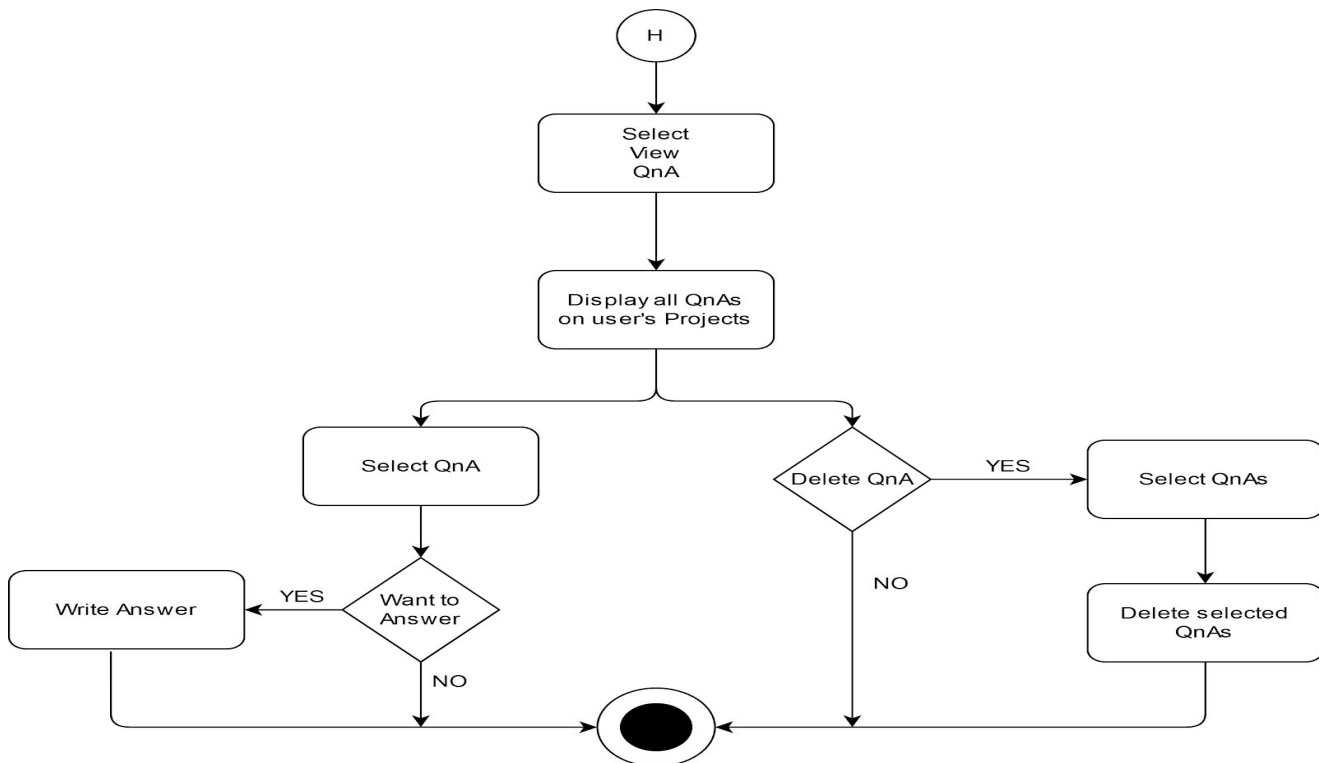 H
Select
View
QnA
Display all QnAs
on user's Projects
Select QnA
Delete QnA
YES
Select QnAs
Write Answer
YES
Want to
Answer
NO
NO
Delete selected
QnAs